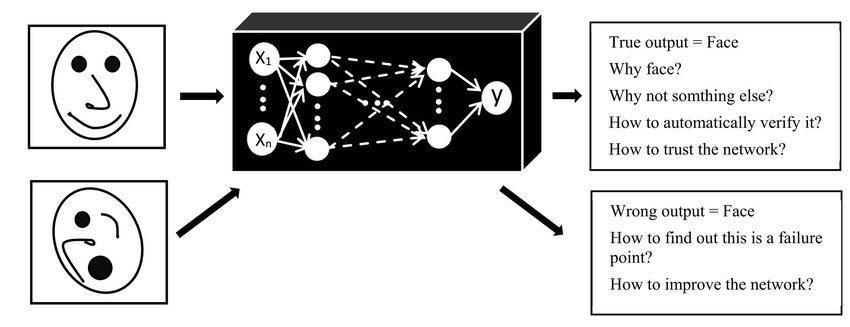 X1
Xn
y
True output = Face
Why face?
Why not somthing else?
How to automatically verify it?
How to trust the network?
Wrong output = Face
How to find out this is a failure
point?
How to improve the network?